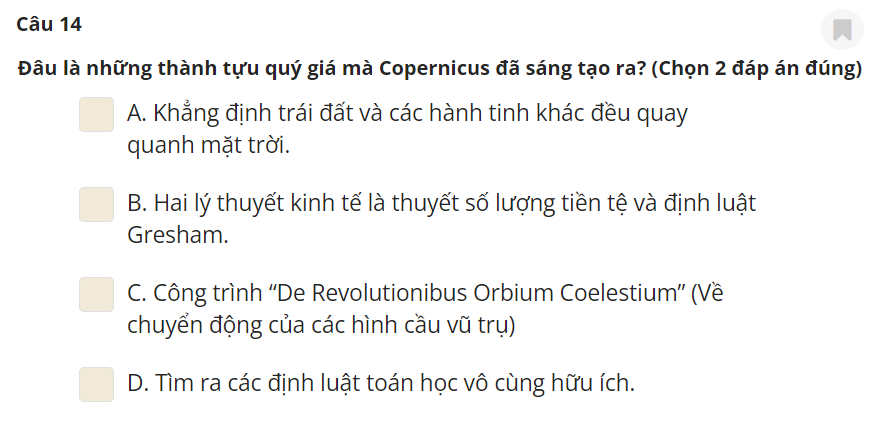 Câu 14
Đâu là những thành tựu quý giá mà Copernicus đã sáng tạo ra? (Chọn 2 đáp án đúng)
A. Khẳng định trái đất và các hành tinh khác đều quay
quanh mặt trời.
B. Hai lý thuyết kinh tế là thuyết số lượng tiền tệ và định luật
Gresham.
C. Công trình “De Revolutionibus Orbium Coelestium” (Về
chuyển động của các hình cầu vũ trụ)
D. Tìm ra các định luật toán học vô cùng hữu ích.